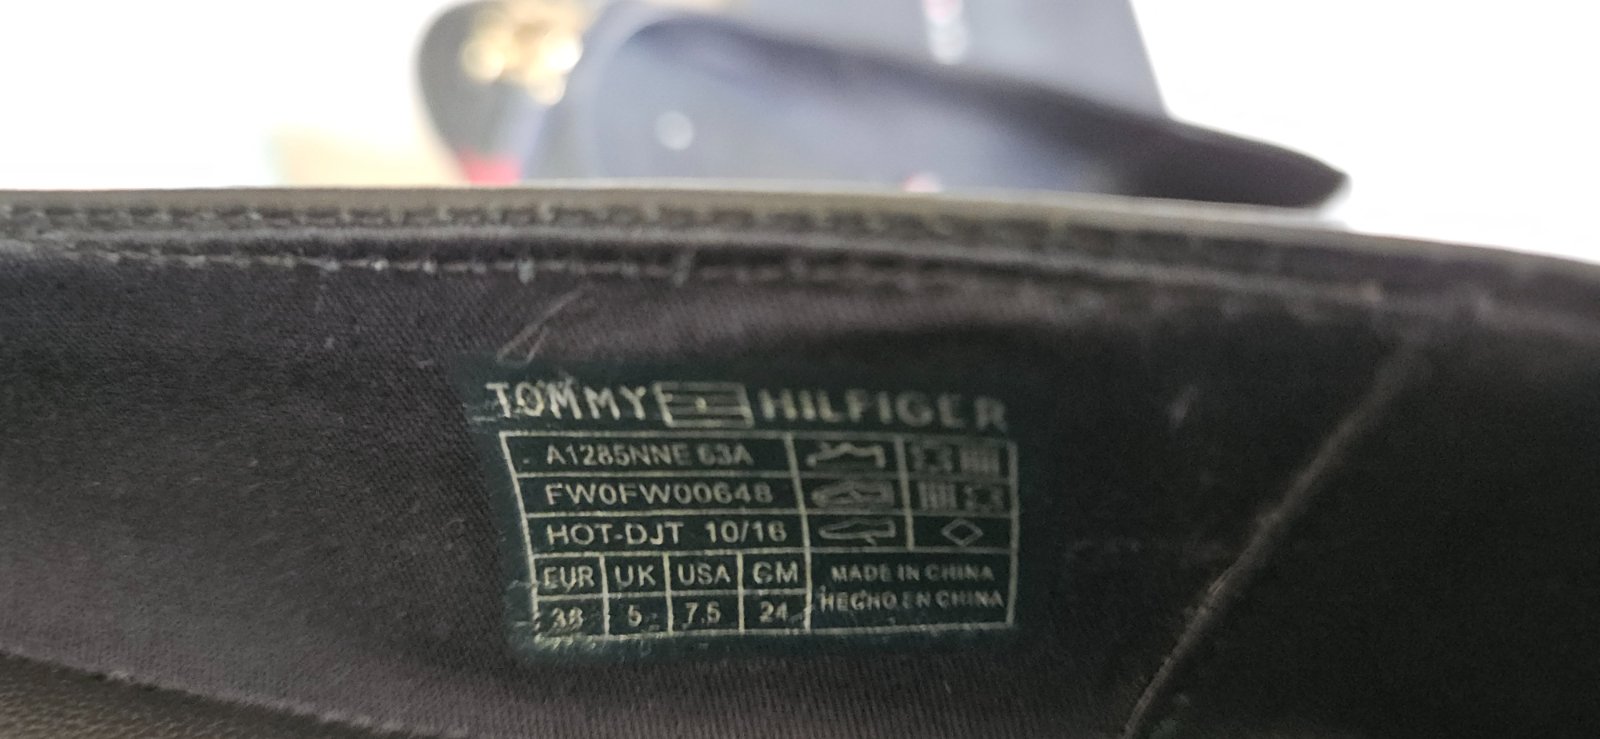 TOMMY HILFIGER
A1285NNE 63A
FW0FW00648
HOT-DJT 10/16
EUR UK USA CM
38 5 7.5 24
MADE IN CHINA
HECHO EN CHINA